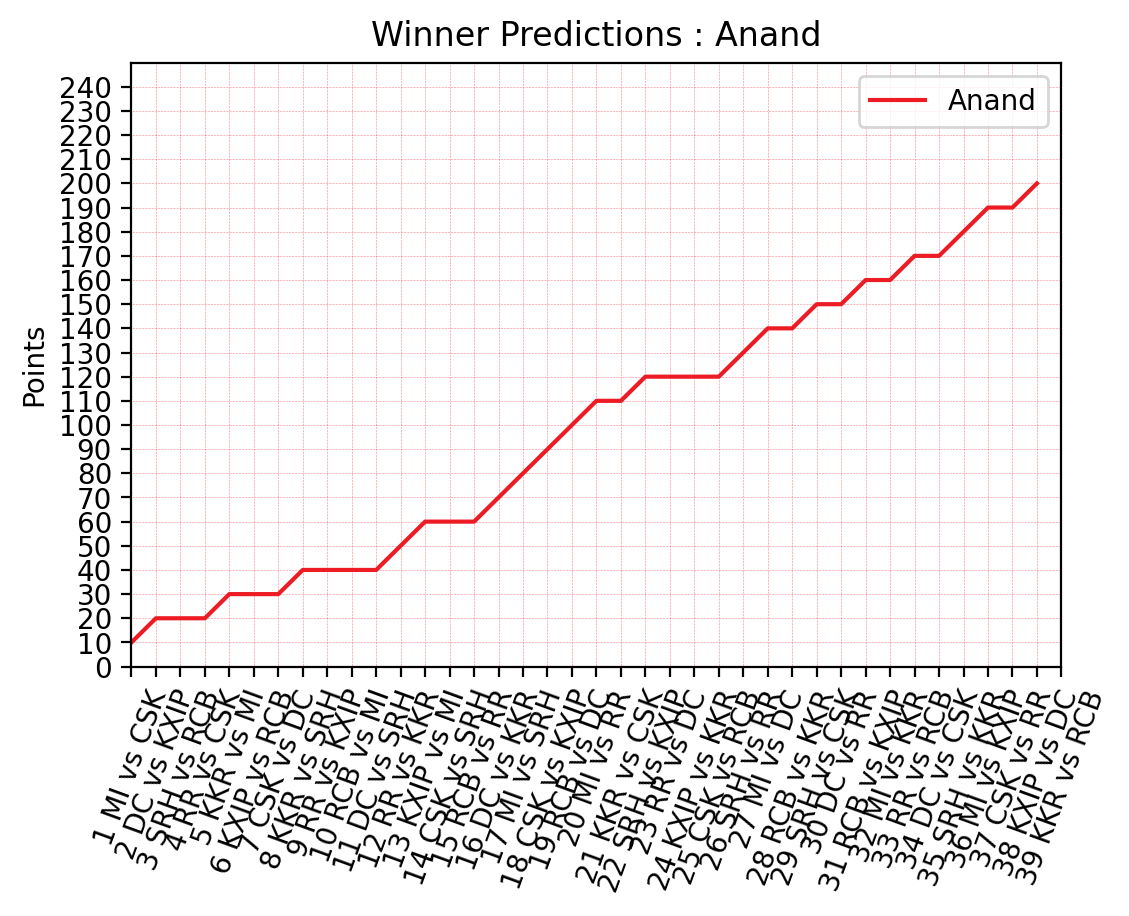 Winner Predictions : Anand
Anand
Points
240
230
220
210
200
190
180
170
160
150
140
130
120
110
100
90
80
70
60
50
40
30
20
10
0
1 MI vs CSK
2 DC vs KXIP
3 SRH vs RCB
4 RR vs CSK
5 KKR vs MI
6 KXIP vs RCB
7 CSK vs DC
8 KKR vs SRH
9 RR vs KXIP
10 RCB vs MI
11 DC vs SRH
12 RR vs KKR
13 KXIP vs MI
14 CSK vs SRH
15 RCB vs RR
16 DC vs KKR
17 MI vs SRH
18 CSK vs KXIP
19 RCB vs DC
20 MI vs RR
21 KKR vs CSK
22 SRH vs KXIP
23 RR vs DC
24 KXIP vs KKR
25 CSK vs RCB
26 SRH vs RR
27 MI vs DC
28 RCB vs KKR
29 SRH vs CSK
30 DC vs RR
31 RCB vs KXIP
32 MI vs KKR
33 RR vs RCB
34 DC vs CSK
35 SRH vs KKR
36 MI vs KXIP
37 CSK vs RR
38 KXIP vs DC
39 KKR vs RCB